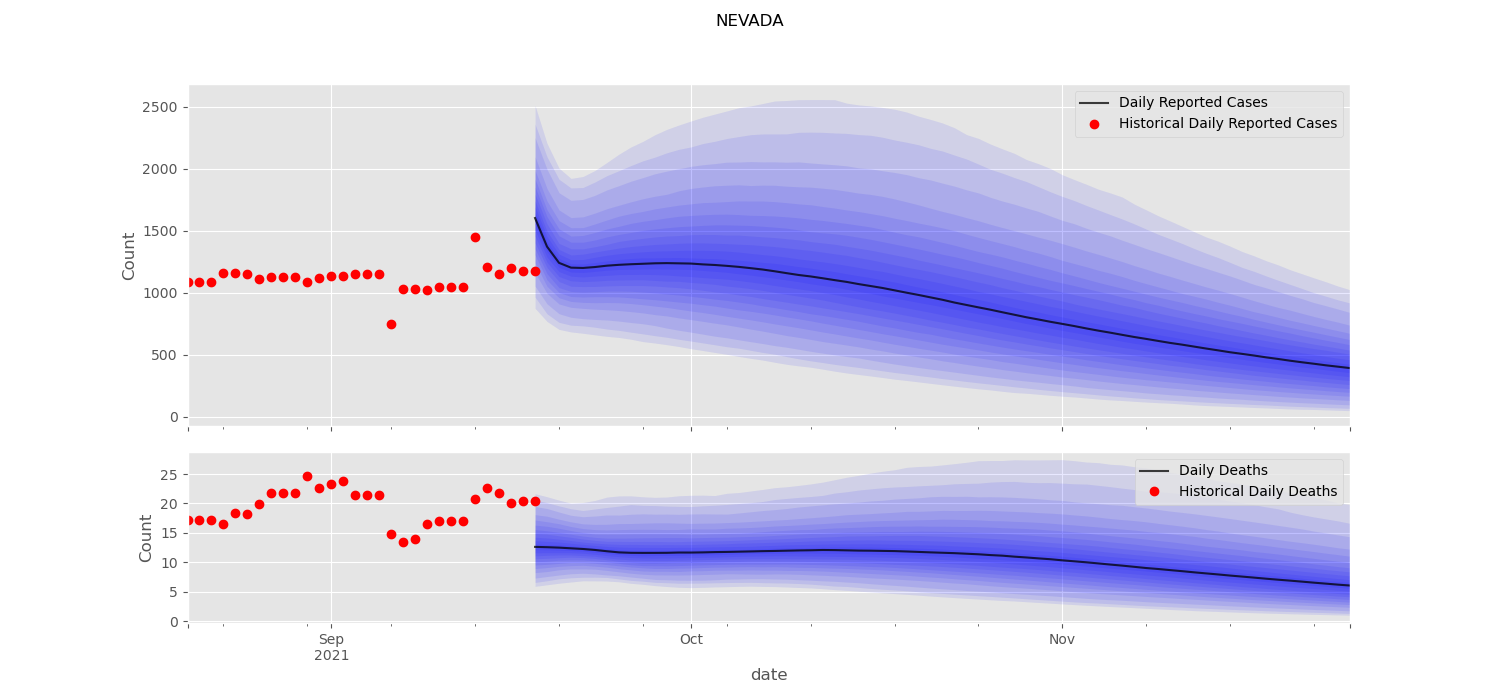 NEVADA
Daily Reported Cases
Historical Daily Reported Cases
2500
2000
1500
1000
500
0
Count
Daily Deaths
Historical Daily Deaths
25
20
15
10
5
0
Count
Sep
2021
Oct
Nov
date